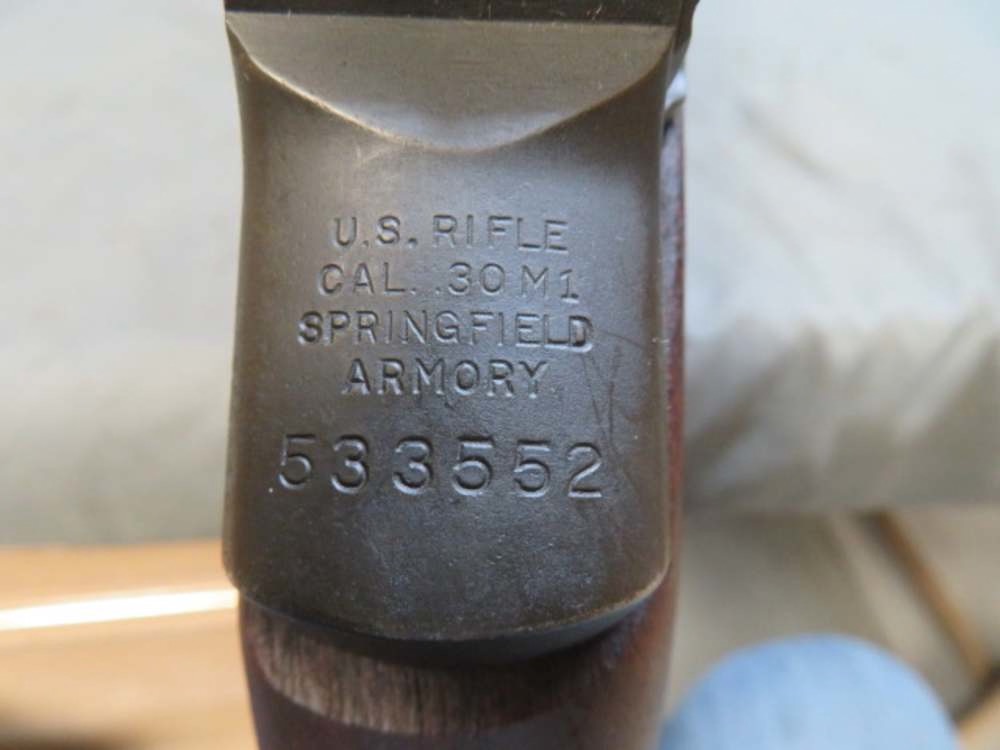 U.S. RIFLE
CAL. .30 M1
SPRINGFIELD
ARMORY
533552